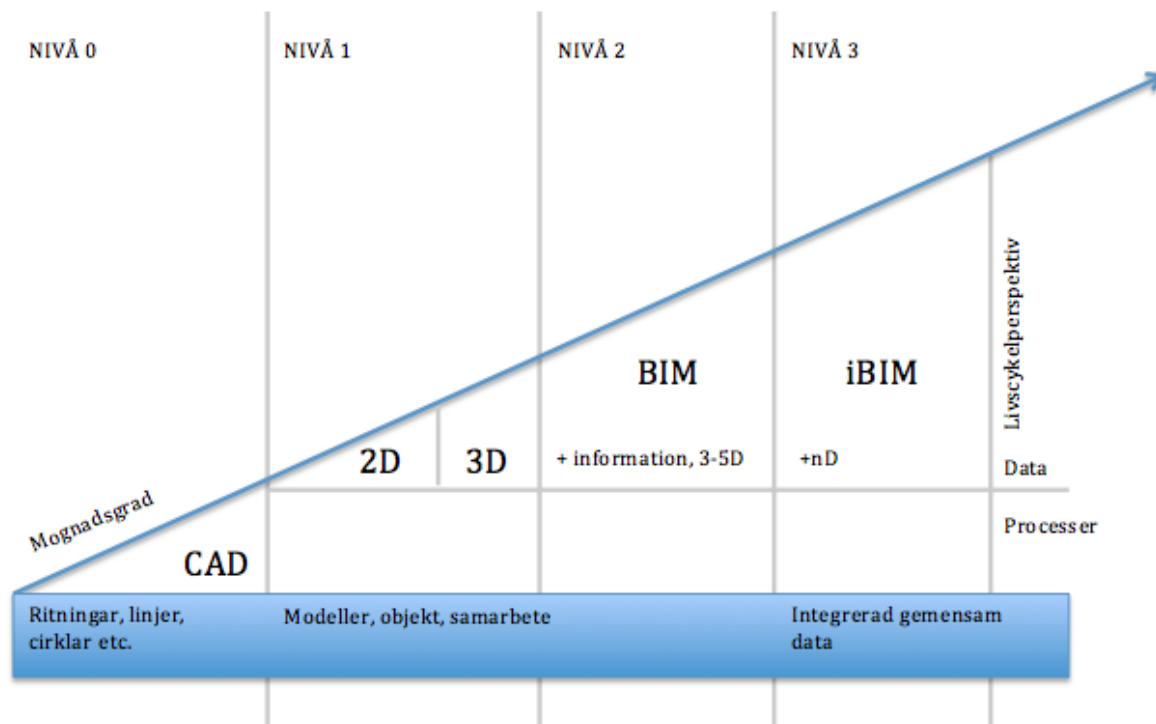 NIVÅ 0
NIVÅ 1
NIVÅ 2
NIVÅ 3
Mognadsgrad
CAD
2D
3D
BIM
+ information, 3-5D
iBIM
+nD
Livscykelperspektiv
Data
Processer
Ritningar, linjer,
cirklar etc.
Modeller, objekt, samarbete
Integrerad gemensam
data